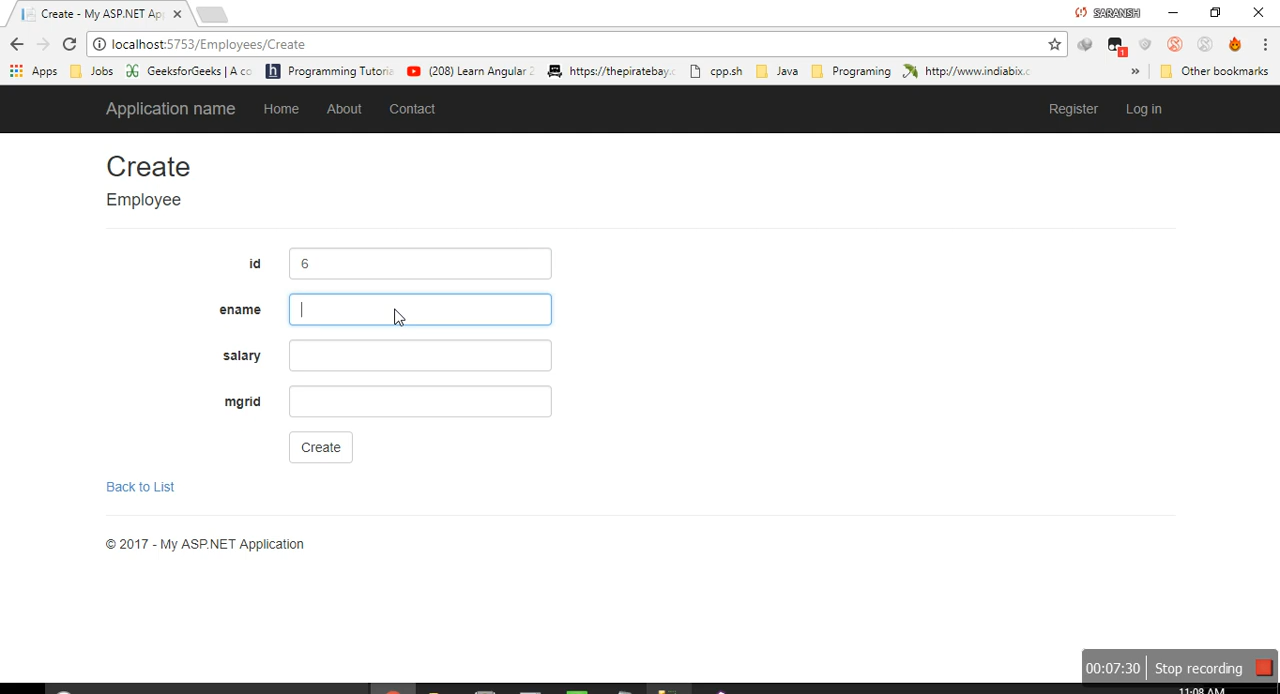 Create - My ASP.NET Ap
SARANSH
localhost:5753/Employees/Create
Apps Jobs GeeksforGeeks | A co Programming Tutoria (208) Learn Angular 2 https://thepiratebay.c cpp.sh Java Programing http://www.indiabix.c » Other bookmarks
Application name Home About Contact Register Log in
Create
Employee
id 6
ename
salary
mgrid
Create
Back to List
© 2017 - My ASP.NET Application
00:07:30 Stop recording
11:08 AM